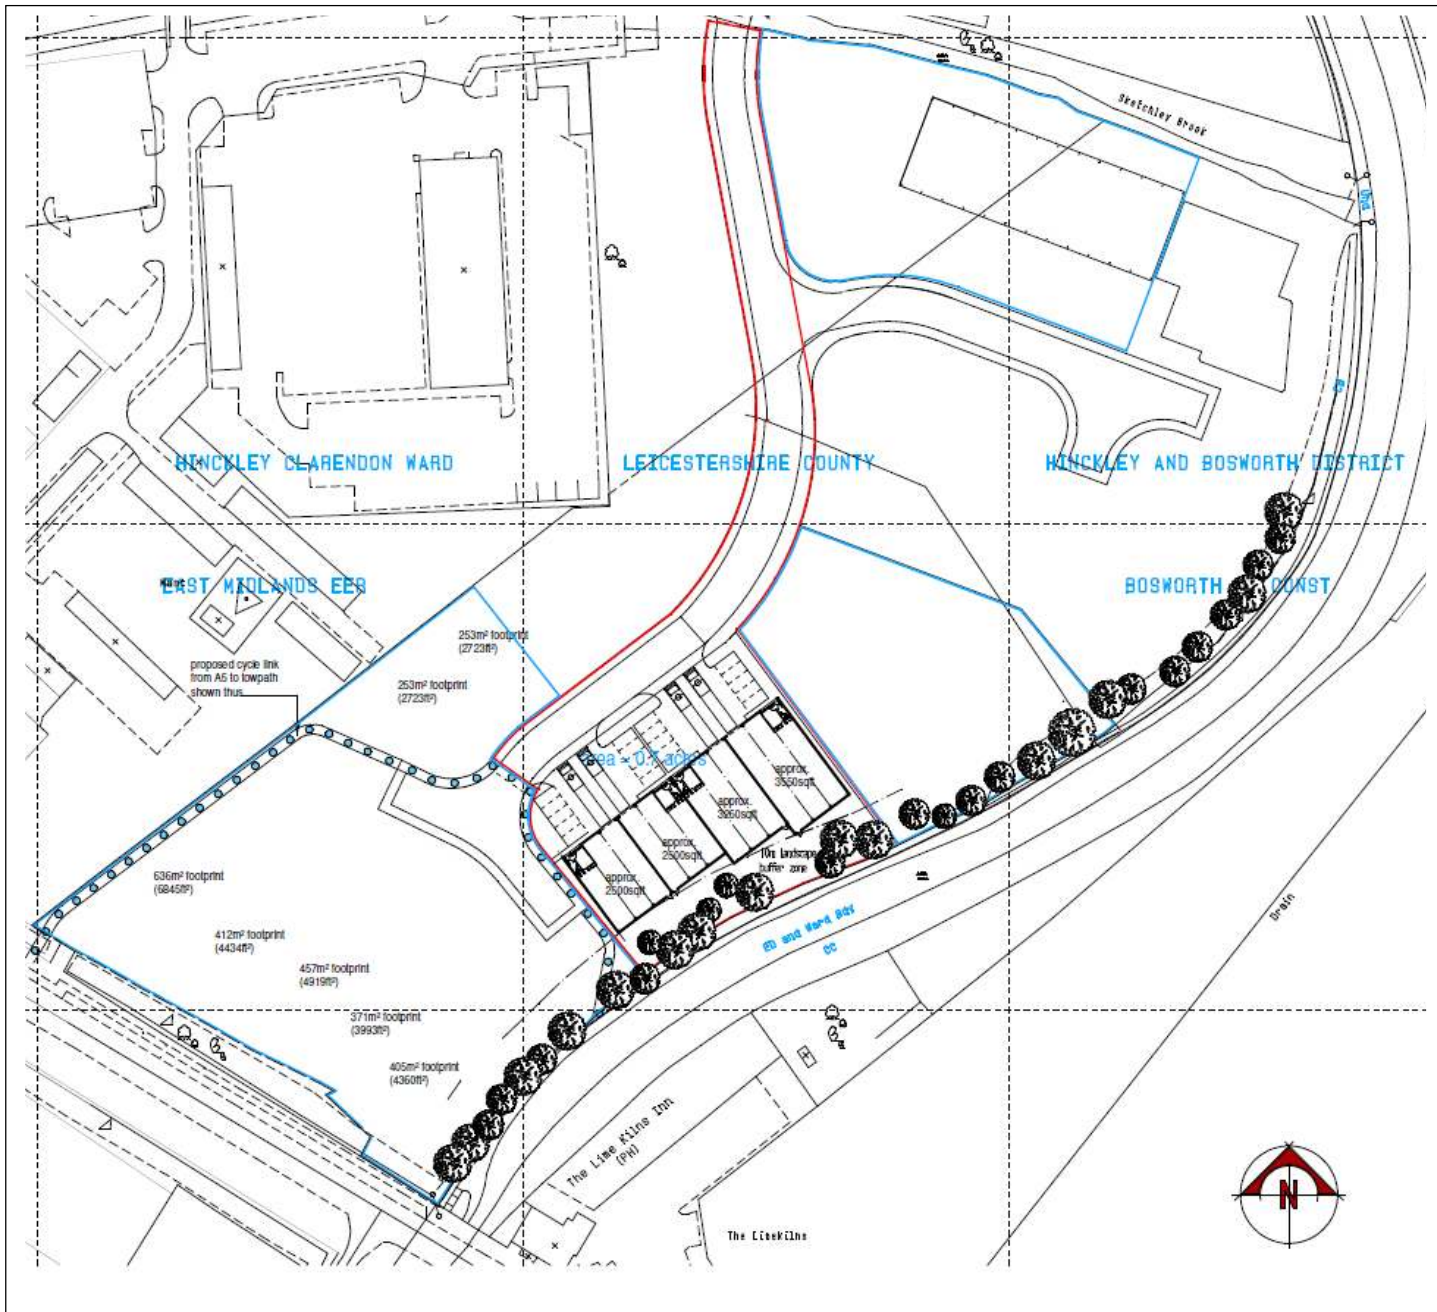 Sketchley Brook
Und
ED
HINCKLEY CLARENDON WARD
LEICESTERSHIRE COUNTY
HINCKLEY AND BOSWORTH DISTRICT
EAST MIDLANDS EER
BOSWORTH
CONST
253m² footprint
(2723ft²)
proposed cycle link
from A5 to towpath
shown thus
253m² footprint
(2723ft²)
area = 0.7 acres
approx.
3550sqft
approx.
3250sqft
approx.
2500sqft
approx.
2500sqft
10m landscape
buffer zone
636m² footprint
(6845ft²)
412m² footprint
(4434ft²)
457m² footprint
(4919ft²)
371m² footprint
(3993ft²)
405m² footprint
(4360ft²)
ED and Ward Bdy
CC
Drain
The Lime Kilns Inn
(PH)
The Limekilns
N